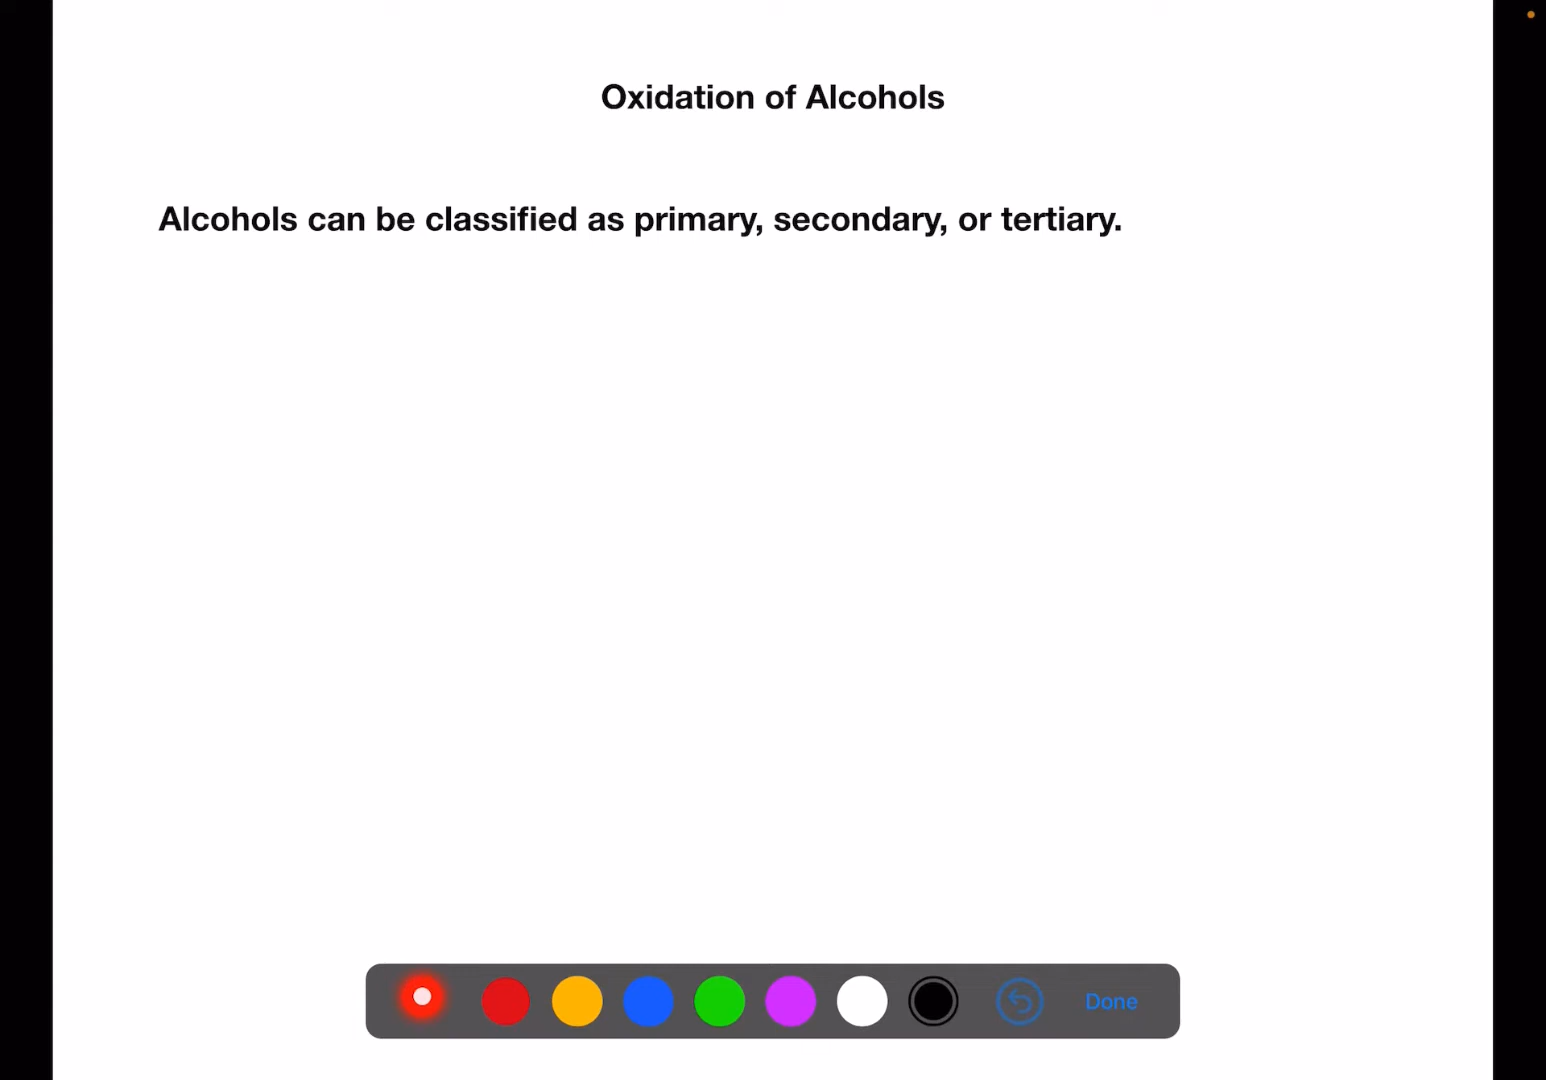 Oxidation of Alcohols
Alcohols can be classified as primary, secondary, or tertiary.
Done